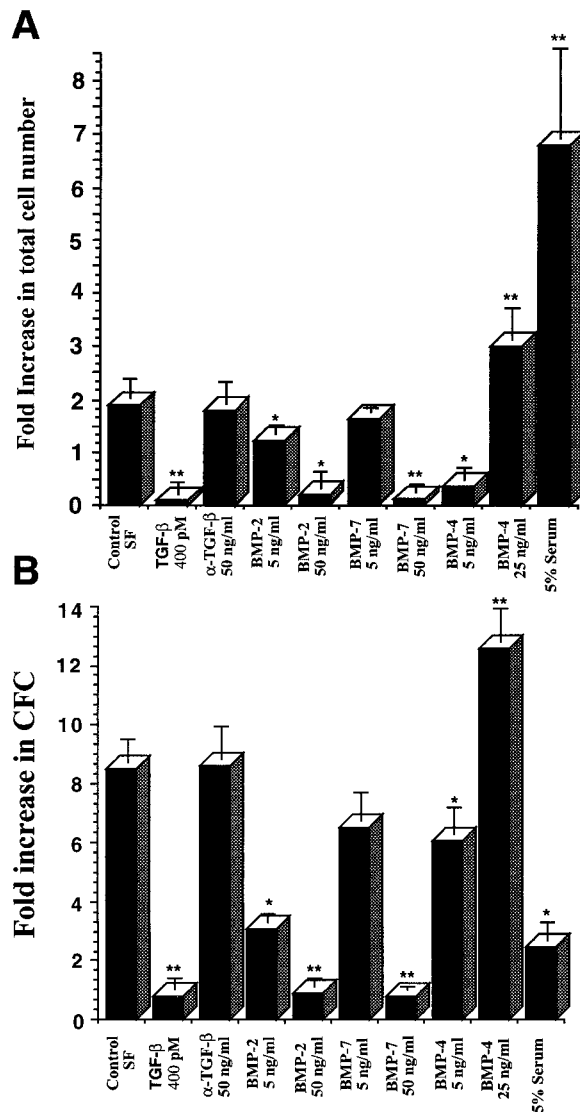 A
Fold Increase in total cell number
8
7
6
5
4
3
2
1
0
**
*
*
**
*
**
**
Control
SF
TGF-β
400 pM
α-TGF-β
50 ng/ml
BMP-2
5 ng/ml
BMP-2
50 ng/ml
BMP-7
5 ng/ml
BMP-7
50 ng/ml
BMP-4
5 ng/ml
BMP-4
25 ng/ml
5% Serum
B
Fold increase in CFC
14
12
10
8
6
4
2
0
**
*
**
**
*
**
*
Control
SF
TGF-β
400 pM
α-TGF-β
50 ng/ml
BMP-2
5 ng/ml
BMP-2
50 ng/ml
BMP-7
5 ng/ml
BMP-7
50 ng/ml
BMP-4
5 ng/ml
BMP-4
25 ng/ml
5% Serum